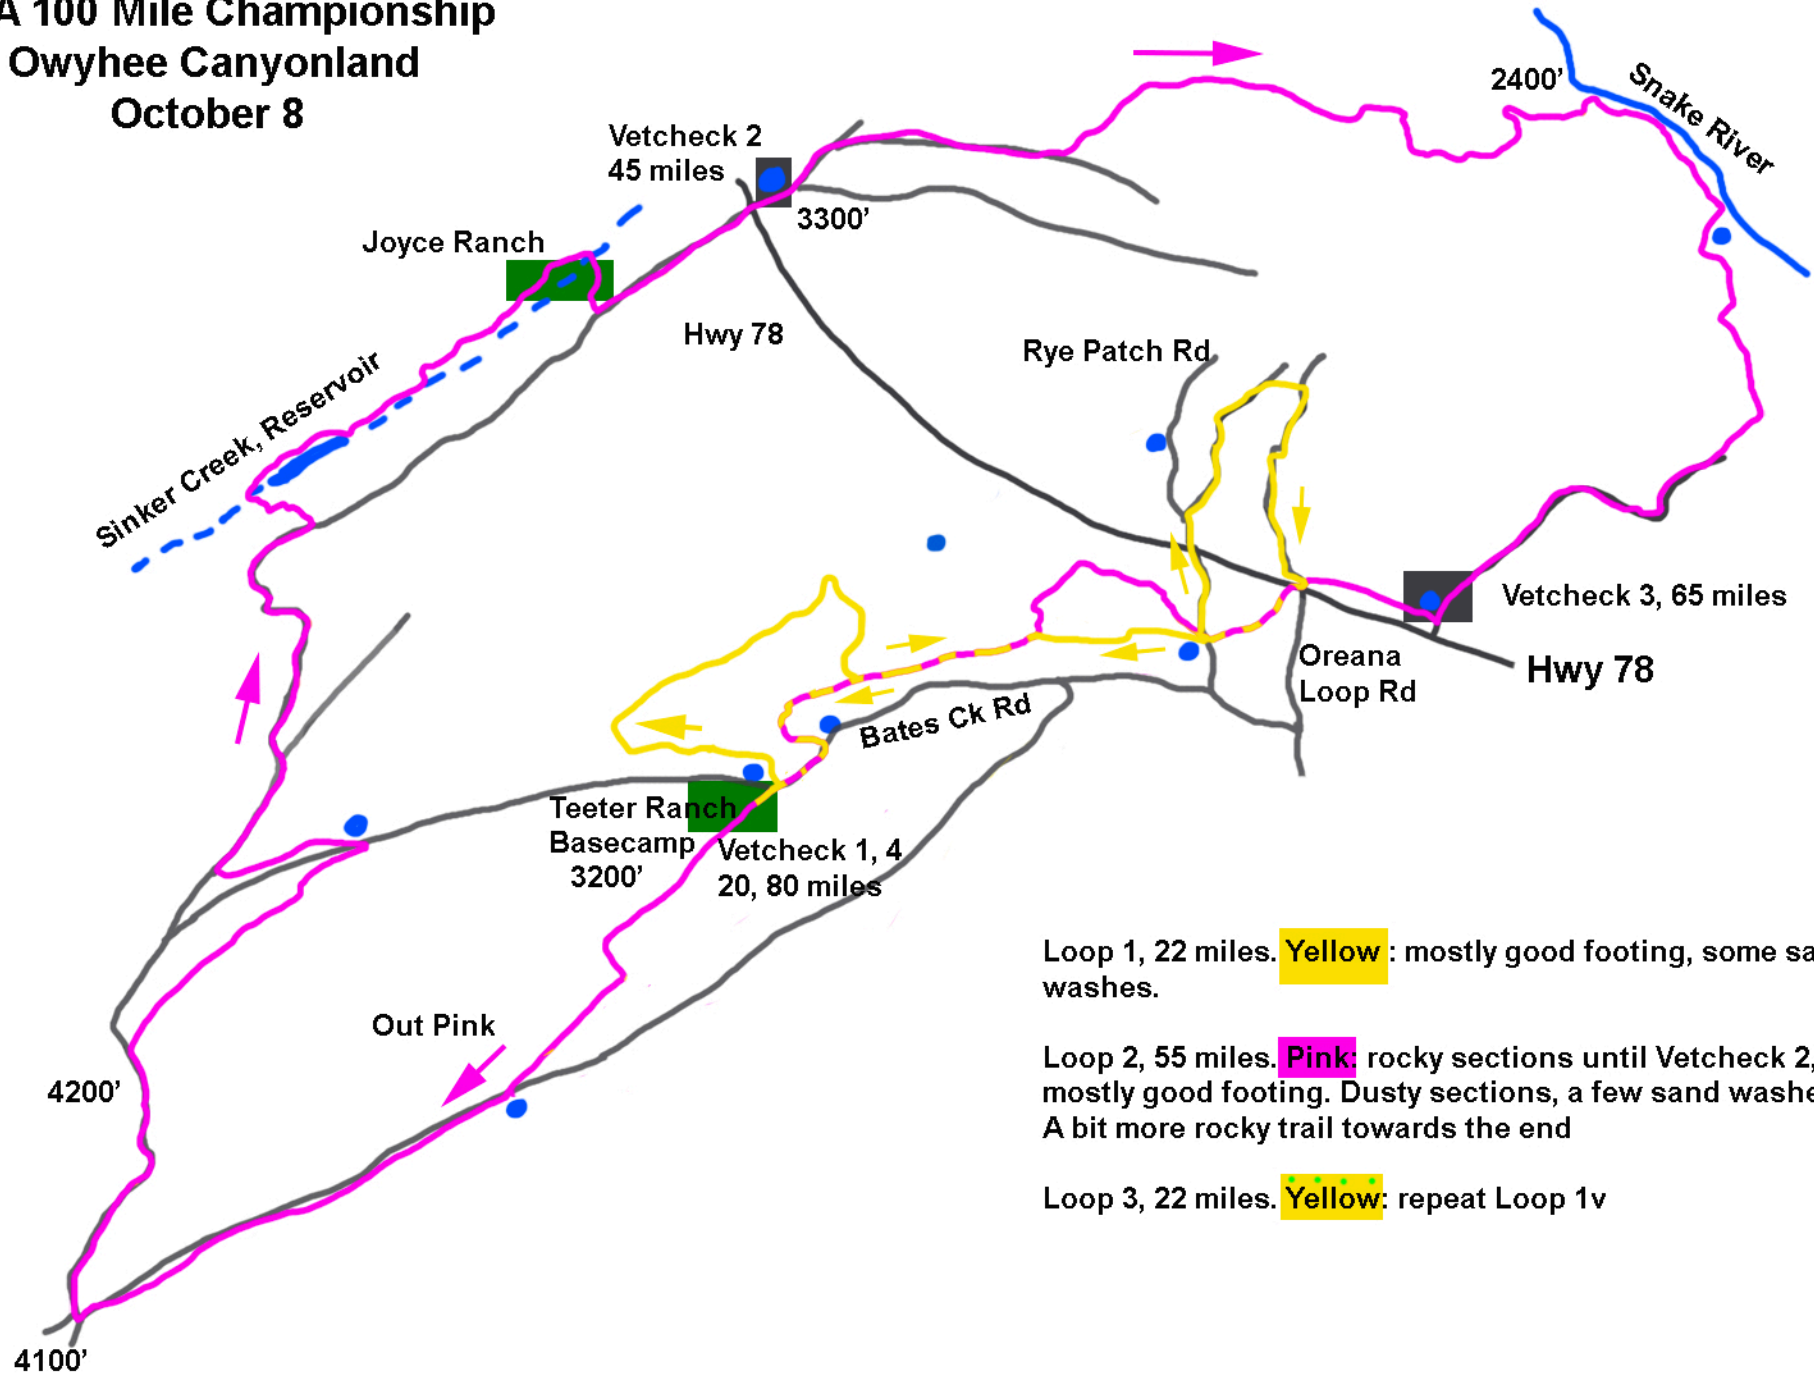 A 100 Mile Championship
Owyhee Canyonland
October 8
2400’
Snake River
Vetcheck 2
45 miles
3300’
Joyce Ranch
Hwy 78
Rye Patch Rd
Sinker Creek, Reservoir
Vetcheck 3, 65 miles
Oreana
Loop Rd
Hwy 78
Bates Ck Rd
Teeter Ranch
Basecamp
3200’
Vetcheck 1, 4
20, 80 miles
Out Pink
4200’
4100’
Loop 1, 22 miles. Yellow : mostly good footing, some sa
washes.
Loop 2, 55 miles. Pink: rocky sections until Vetcheck 2,
mostly good footing. Dusty sections, a few sand washe
A bit more rocky trail towards the end
Loop 3, 22 miles. Yellow: repeat Loop 1v